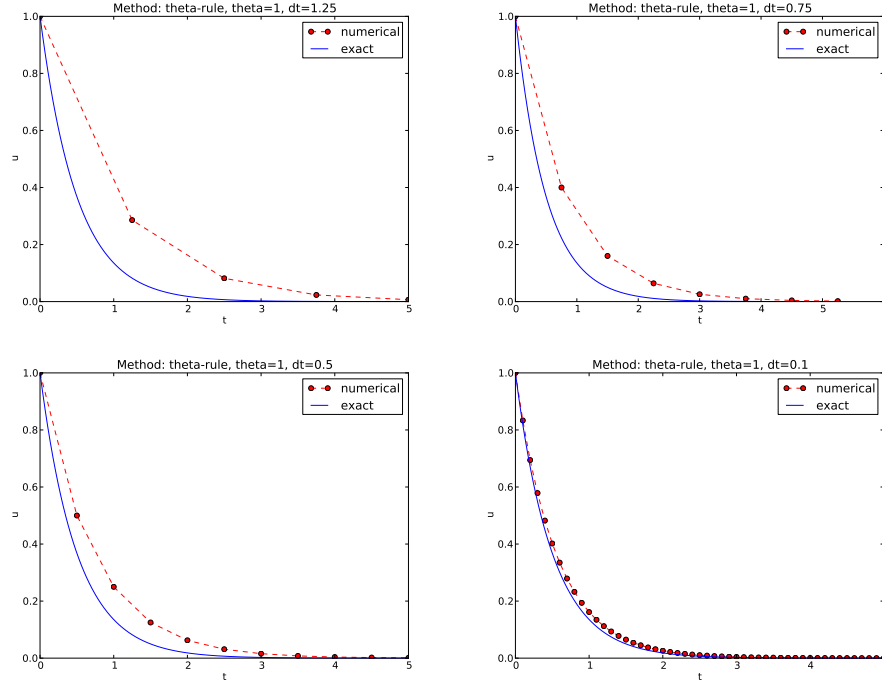 Method: theta-rule, theta=1, dt=1.25
numerical
exact
1.0
0.8
0.6
0.4
0.2
0.0
u
0 1 2 3 4 5
t
Method: theta-rule, theta=1, dt=0.75
numerical
exact
1.0
0.8
0.6
0.4
0.2
0.0
u
0 1 2 3 4 5
t
Method: theta-rule, theta=1, dt=0.5
numerical
exact
1.0
0.8
0.6
0.4
0.2
0.0
u
0 1 2 3 4 5
t
Method: theta-rule, theta=1, dt=0.1
numerical
exact
1.0
0.8
0.6
0.4
0.2
0.0
u
0 1 2 3 4
t